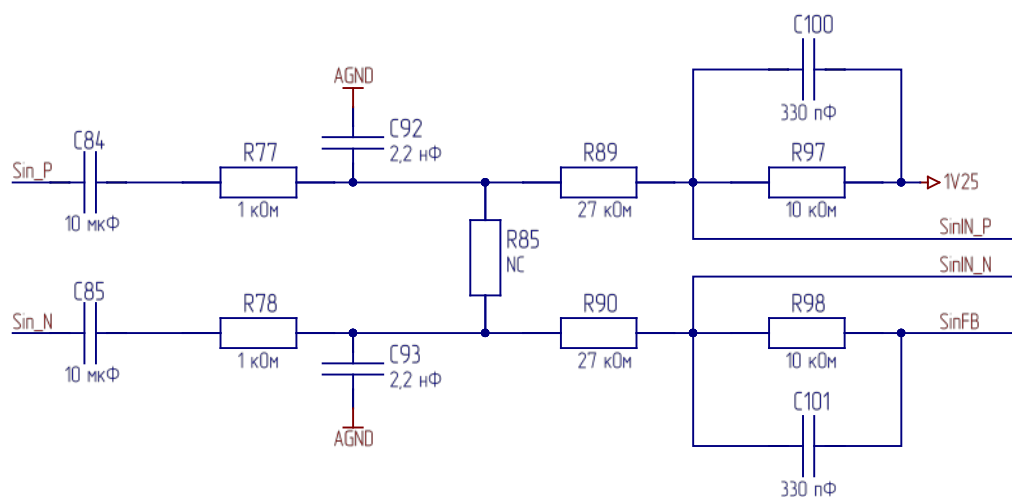 C100
330 пФ
AGND
C92
2,2 нФ
C84
Sin_P
10 мкФ
R77
1 кОм
R89
27 кОм
R97
10 кОм
1V25
SinIN_P
R85
NC
SinIN_N
C85
Sin_N
10 мкФ
R78
1 кОм
R90
27 кОм
R98
10 кОм
SinFB
C93
2,2 нФ
AGND
C101
330 пФ